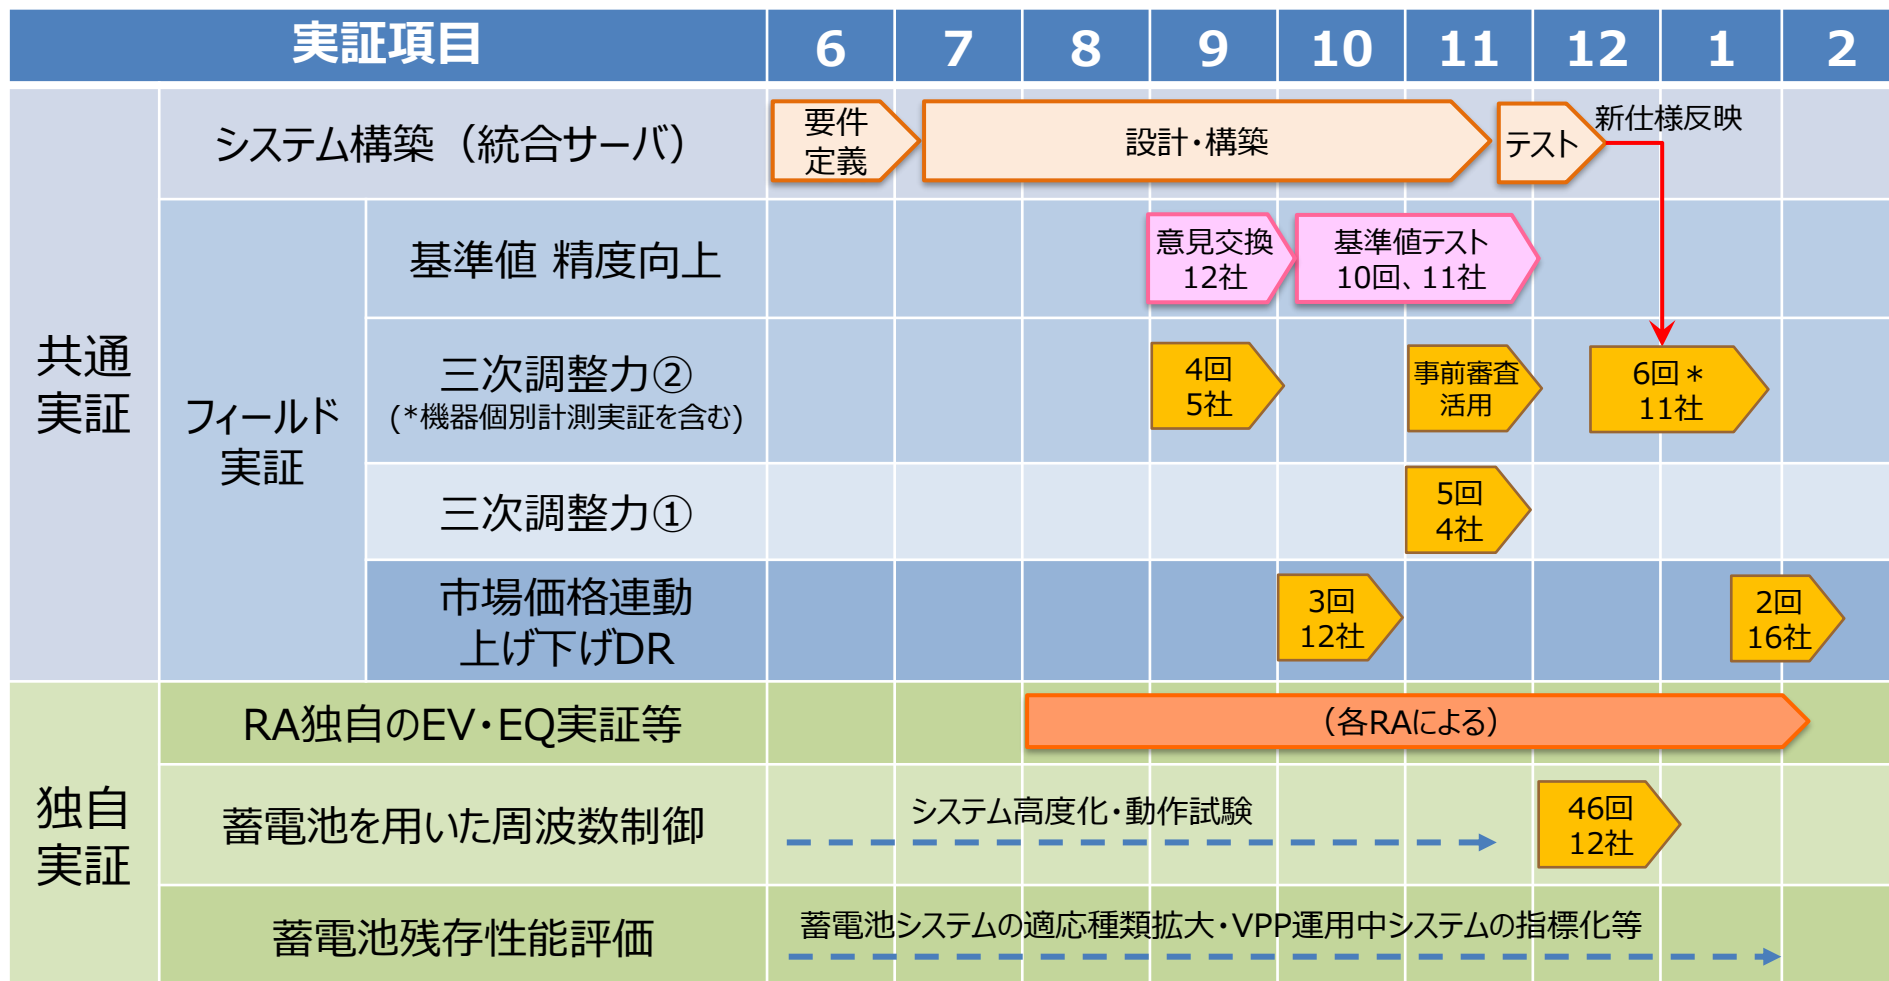 実証項目
6
7
8
9
10
11
12
1
2
共通
実証
システム構築（統合サーバ）
要件
定義
設計・構築
テスト
新仕様反映
フィールド
実証
基準値 精度向上
意見交換
12社
基準値テスト
10回、11社
三次調整力②
(*機器個別計測実証を含む)
4回
5社
事前審査
活用
6回＊
11社
三次調整力①
5回
4社
市場価格連動
上げ下げDR
3回
12社
2回
16社
独自
実証
RA独自のEV・EQ実証等
（各RAによる）
蓄電池を用いた周波数制御
システム高度化・動作試験
46回
12社
蓄電池残存性能評価
蓄電池システムの適応種類拡大・VPP運用中システムの指標化等